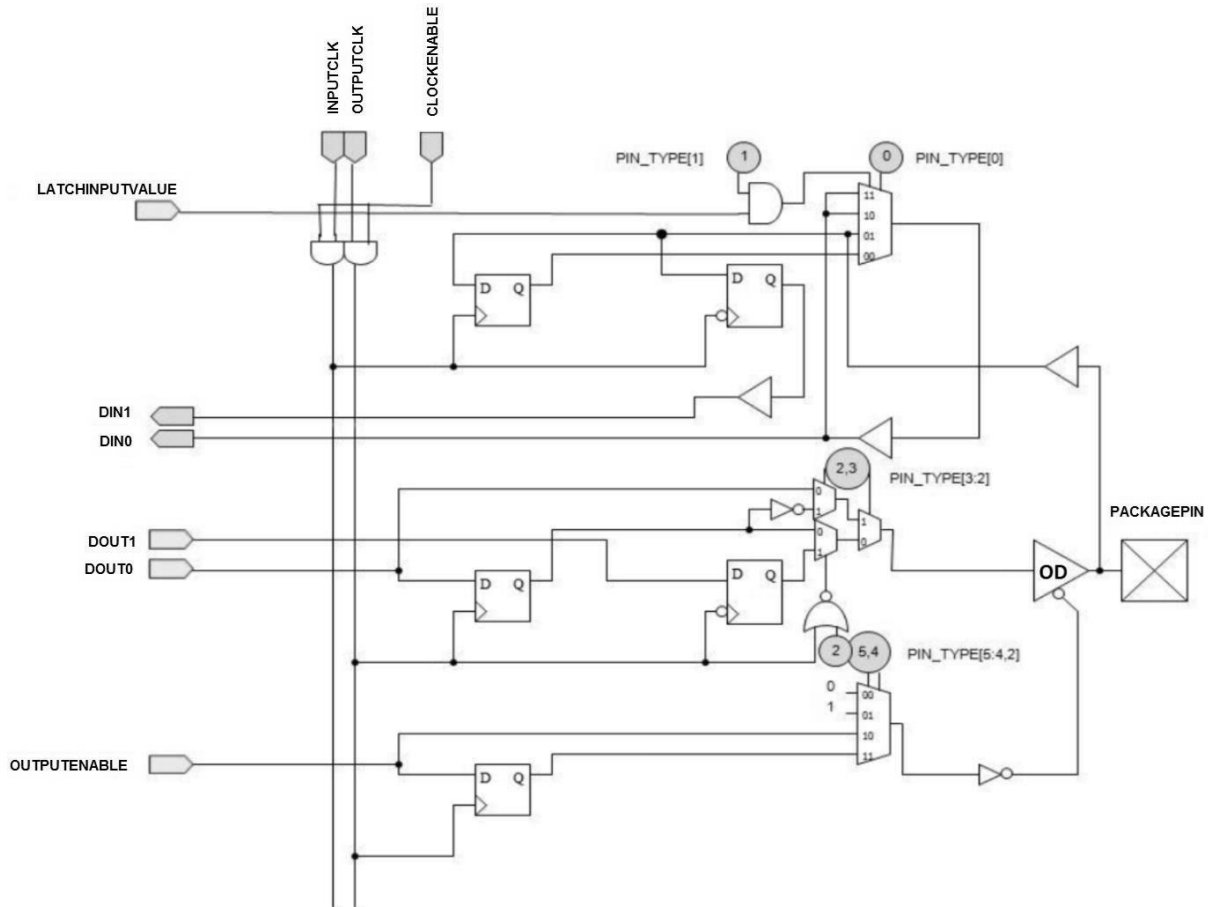 INPUTCLK
OUTPUTCLK
CLOCKENABLE
PIN_TYPE[1]
1
0
PIN_TYPE[0]
LATCHINPUTVALUE
11
10
01
00
D Q
D Q
DIN1
DIN0
2,3
PIN_TYPE[3:2]
0
1
1
0
0
1
DOUT1
DOUT0
D Q
D Q
PACKAGEPIN
OD
2
5,4
PIN_TYPE[5:4,2]
0
1
00
01
10
11
OUTPUTENABLE
D Q